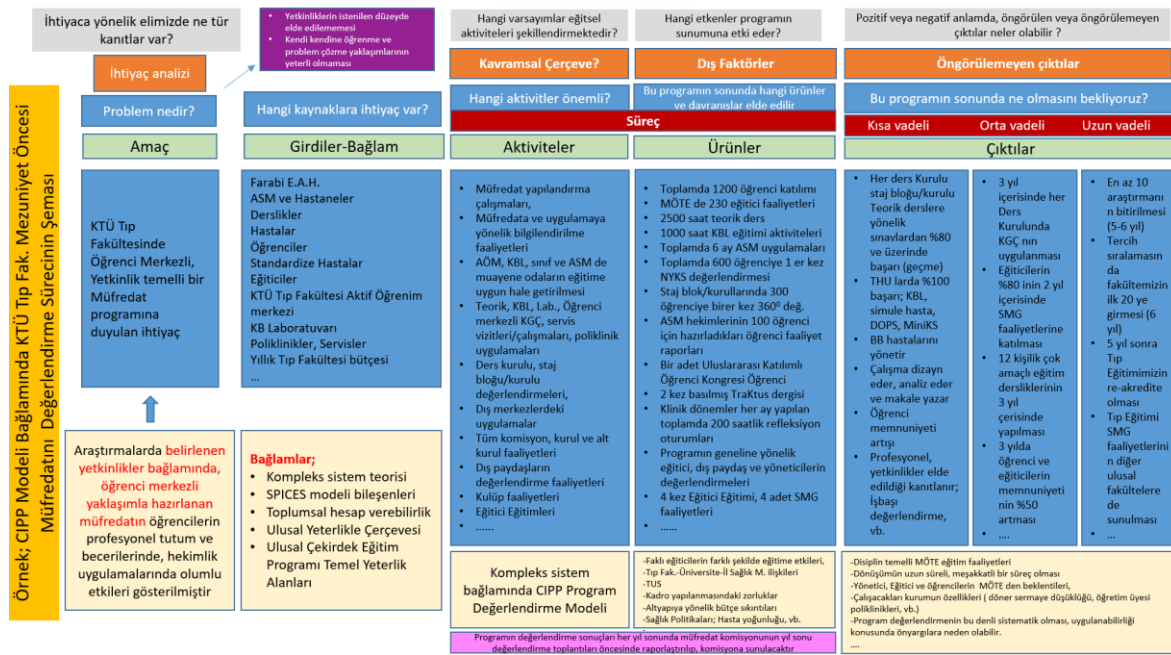 Örnek; CIPP Modeli Bağlamında KTÜ Tıp Fak. Mezuniyet Öncesi
Müfredatını Değerlendirme Sürecinin Şeması
İhtiyaca yönelik elimizde ne tür
kanıtlar var?
• Yetkinliklerin istenilen düzeyde
elde edilememesi
• Kendi kendine öğrenme ve
problem çözme yaklaşımlarının
yeterli olmaması
Hangi varsayımlar eğitsel
aktiviteleri şekillendirmektedir?
Hangi etkenler programın
sunumuna etki eder?
Pozitif veya negatif anlamda, öngörülen veya öngörülemeyen
çıktılar neler olabilir ?
İhtiyaç analizi
Kavramsal Çerçeve?
Dış Faktörler
Öngörülemeyen çıktılar
Problem nedir?
Hangi kaynaklara ihtiyaç var?
Hangi aktivitler önemli?
Bu programın sonunda hangi ürünler
ve davranışlar elde edilir
Bu programın sonunda ne olmasını bekliyoruz?
Süreç
Kısa vadeli
Orta vadeli
Uzun vadeli
Amaç
Girdiler-Bağlam
Aktiviteler
Ürünler
Çıktılar
KTÜ Tıp
Fakültesinde
Öğrenci Merkezli,
Yetkinlik temelli bir
Müfredat
programına
duyulan ihtiyaç
Farabi E.A.H.
ASM ve Hastaneler
Derslikler
Hastalar
Öğrenciler
Standardize Hastalar
Eğiticiler
KTÜ Tıp Fakültesi Aktif Öğrenim
merkezi
KB Laboratuvarı
Poliklinikler, Servisler
Yıllık Tıp Fakültesi bütçesi
...
• Müfredat yapılandırma
çalışmaları,
• Müfredata ve uygulamaya
yönelik bilgilendirilme
faaliyetleri
• AÖM, KBL, sınıf ve ASM de
muayene odaların eğitime
uygun hale getirilmesi
• Teorik, KBL, Lab., Öğrenci
merkezli KGÇ, servis
vizitleri/çalışmaları, poliklinik
uygulamaları
• Ders kurulu, staj
bloğu/kurulu
değerlendirmeleri,
• Dış merkezlerdeki
uygulamalar
• Tüm komisyon, kurul ve alt
kurul faaliyetleri
• Dış paydaşların
değerlendirme faaliyetleri
• Kulüp faaliyetleri
• Eğitici Eğitimleri
• ......
• Toplamda 1200 öğrenci katılımı
• MÖTE de 230 eğitici faaliyetleri
• 2500 saat teorik ders
• 1000 saat KBL eğitimi aktiviteleri
• Toplamda 6 ay ASM uygulamaları
• Toplamda 600 öğrenciye 1 er kez
NYKS değerlendirmesi
• Staj blok/kurullarında 300
öğrenciye birer kez 360⁰ değ.
• ASM hekimlerinin 100 öğrenci
için hazırladıkları öğrenci faaliyet
raporları
• Bir adet Uluslararası Katılımlı
Öğrenci Kongresi Öğrenci
• 2 kez basılmış TraKtus dergisi
• Klinik dönemler her ay yapılan
toplamda 200 saatlik refleksiyon
oturumları
• Programın geneline yönelik
eğitici, dış paydaş ve yöneticilerin
değerlendirmeleri
• 4 kez Eğitici Eğitimi, 4 adet SMG
faaliyetleri
• ......
• Her ders Kurulu
staj bloğu/kurulu
Teorik derslere
yönelik
sınavlardan %80
ve üzerinde
başarı (geçme)
• THU larda %100
başarı; KBL,
simule hasta,
DOPS, MiniKS
• BB hastalarını
yönetir
• Çalışma dizayn
eder, analiz eder
ve makale yazar
• Öğrenci
memnuniyeti
artışı
• Profesyonel,
yetkinlikler elde
edildiği kanıtlanır;
İşbaşı
değerlendirme,
vb.
• 3 yıl
içerisinde her
Ders
Kurulunda
KGÇ nın
uygulanması
• Eğiticilerin
%80 inin 2 yıl
içerisinde
SMG
faaliyetlerine
katılması
• 12 kişilik çok
amaçlı eğitim
dersliklerinin
3 yıl
çerisinde
yapılması
• 3 yılda
öğrenci ve
eğiticilerin
memnuniyeti
nin %50
artması
• ....
• En az 10
araştırmanı
n bitirilmesi
(5-6 yıl)
• Tercih
sıralamasın
da
fakültemizin
ilk 20 ye
girmesi (6
yıl)
• 5 yıl sonra
Tıp
Eğitimimizin
re-akredite
olması
• Tıp Eğitimi
SMG
faaliyetlerini
n diğer
ulusal
fakültelere
de
sunulması
Araştırmalarda belirlenen
yetkinlikler bağlamında,
öğrenci merkezli
yaklaşımla hazırlanan
müfredatın öğrencilerin
profesyonel tutum ve
becerilerinde, hekimlik
uygulamalarında olumlu
etkileri gösterilmiştir
Bağlamlar;
• Kompleks sistem teorisi
• SPICES modeli bileşenleri
• Toplumsal hesap verebilirlik
• Ulusal Yeterlikle Çerçevesi
• Ulusal Çekirdek Eğitim
Programı Temel Yeterlik
Alanları
Kompleks sistem
bağlamında CIPP Program
Değerlendirme Modeli
-Faklı eğiticilerin farklı şekilde eğitime etkileri,
-Tıp Fak.-Üniversite-İl Sağlık M. ilişkileri
-TUS
-Kadro yapılanmasındaki zorluklar
-Altyapıya yönelik bütçe sıkıntıları
-Sağlık Politikaları; Hasta yoğunluğu, vb.
-Disiplin temelli MÖTE eğitim faaliyetleri
-Dönüşümün uzun süreli, meşakkatli bir süreç olması
-Yönetici, Eğitici ve öğrencilerin MÖTE den beklentileri,
-Çalışacakları kurumun özellikleri ( döner sermaye düşüklüğü, öğretim üyesi
poliklinikleri, vb.)
-Program değerlendirmenin bu denli sistematik olması, uygulanabilirliği
konusunda önyargılara neden olabilir.
....
Programın değerlendirme sonuçları her yıl sonunda müfredat komisyonunun yıl sonu
değerlendirme toplantıları öncesinde raporlaştırılıp, komisyona sunulacaktır